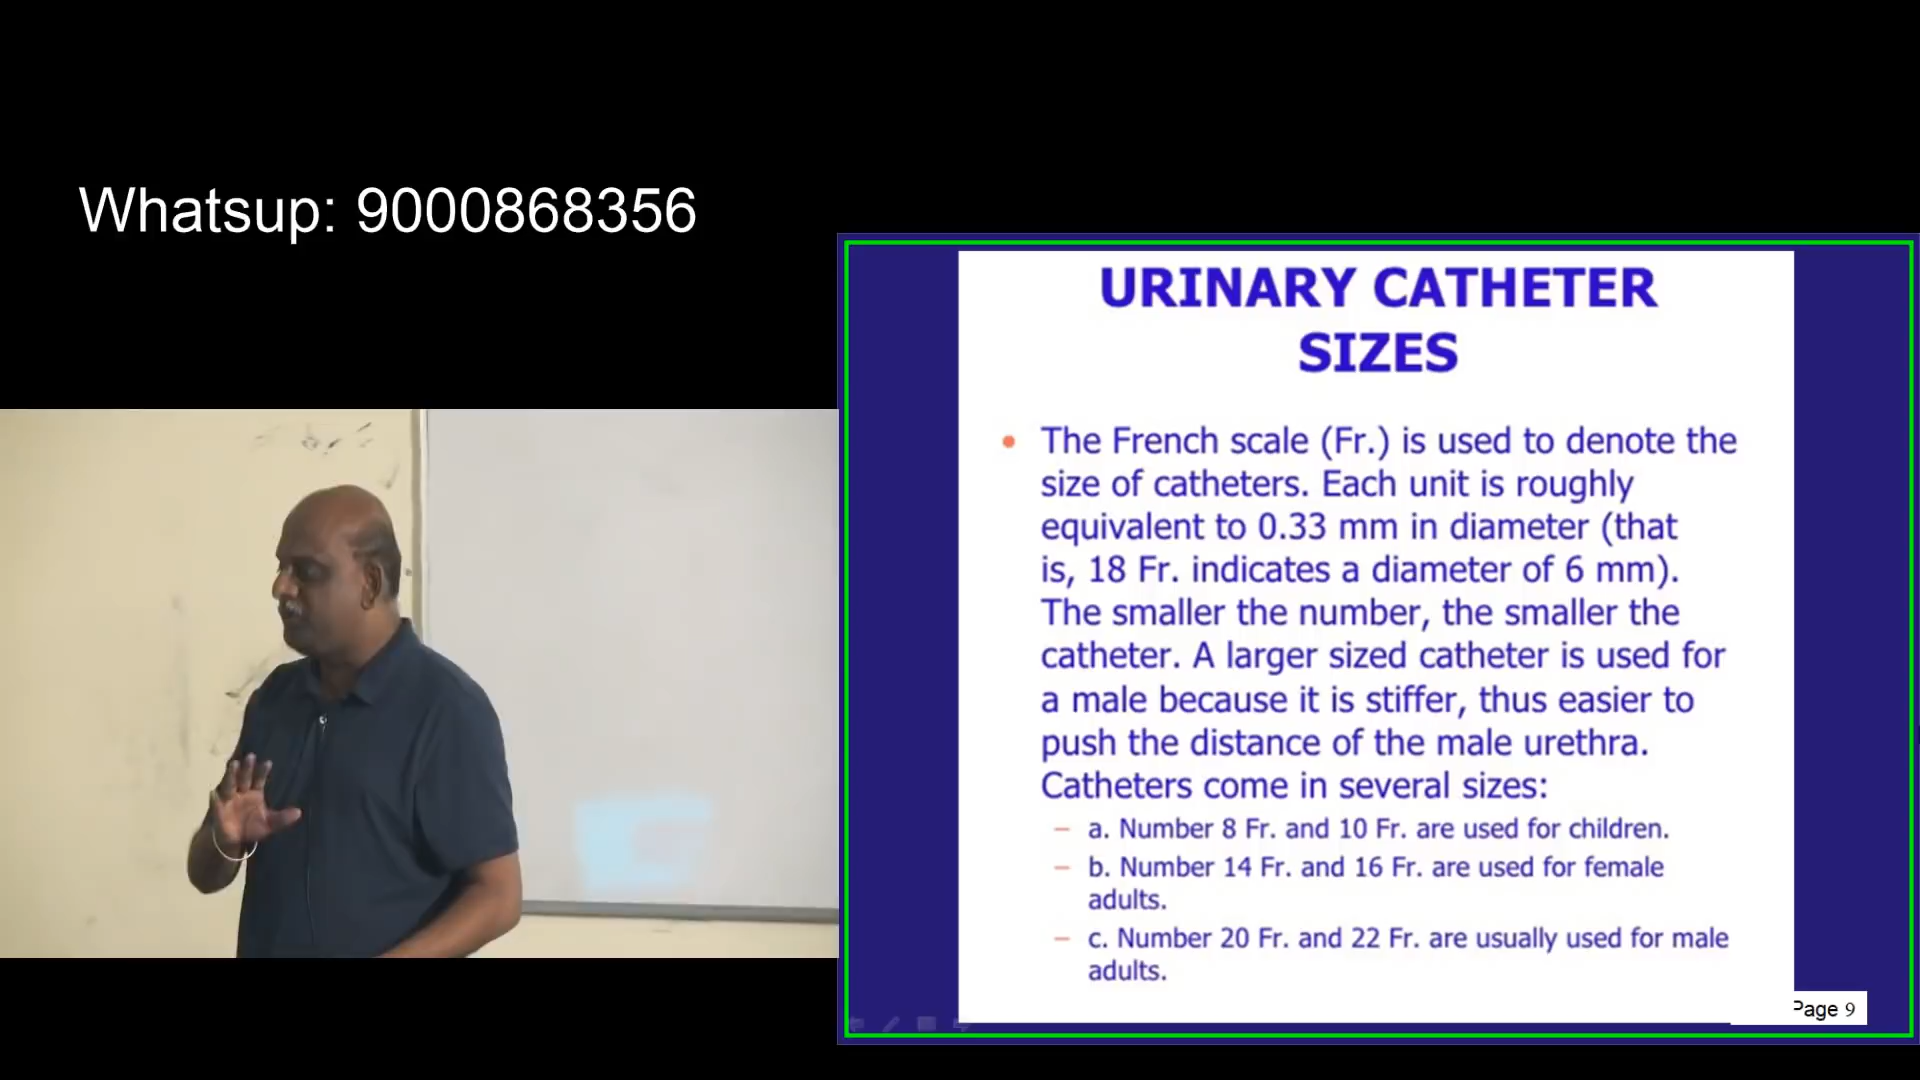 Whatsup: 9000868356
URINARY CATHETER
SIZES
• The French scale (Fr.) is used to denote the
size of catheters. Each unit is roughly
equivalent to 0.33 mm in diameter (that
is, 18 Fr. indicates a diameter of 6 mm).
The smaller the number, the smaller the
catheter. A larger sized catheter is used for
a male because it is stiffer, thus easier to
push the distance of the male urethra.
Catheters come in several sizes:
– a. Number 8 Fr. and 10 Fr. are used for children.
– b. Number 14 Fr. and 16 Fr. are used for female
adults.
– c. Number 20 Fr. and 22 Fr. are usually used for male
adults.
Page 9